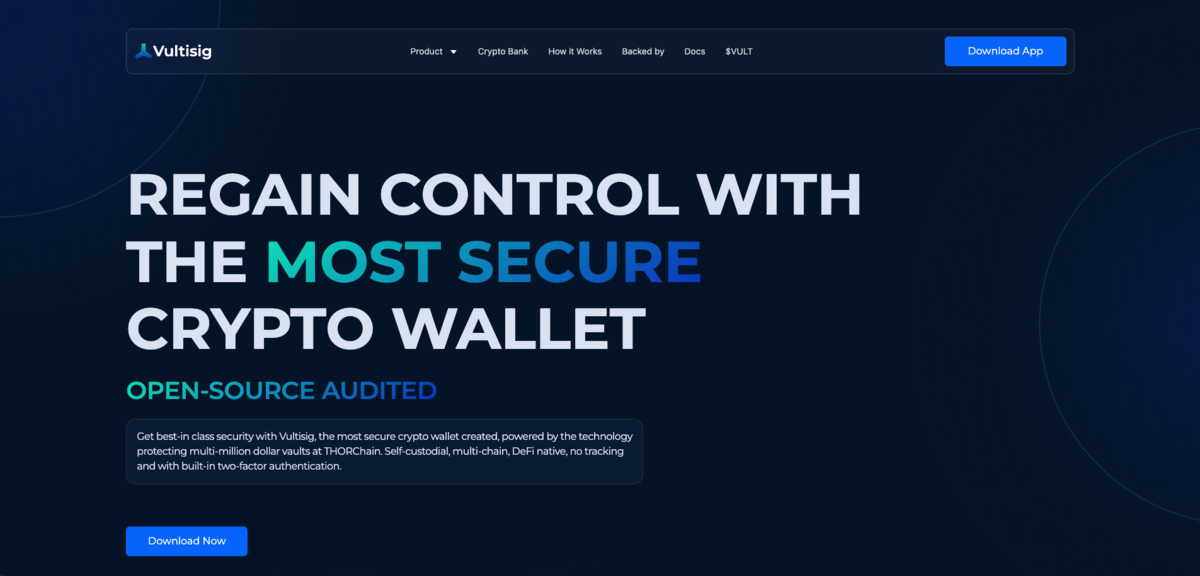 Vultisig
Product
Crypto Bank
How it Works
Backed by
Docs
$VULT
Download App
REGAIN CONTROL WITH
THE MOST SECURE
CRYPTO WALLET
OPEN-SOURCE AUDITED
Get best-in class security with Vultisig, the most secure crypto wallet created, powered by the technology
protecting multi-million dollar vaults at THORChain. Self-custodial, multi-chain, DeFi native, no tracking
and with built-in two-factor authentication.
Download Now